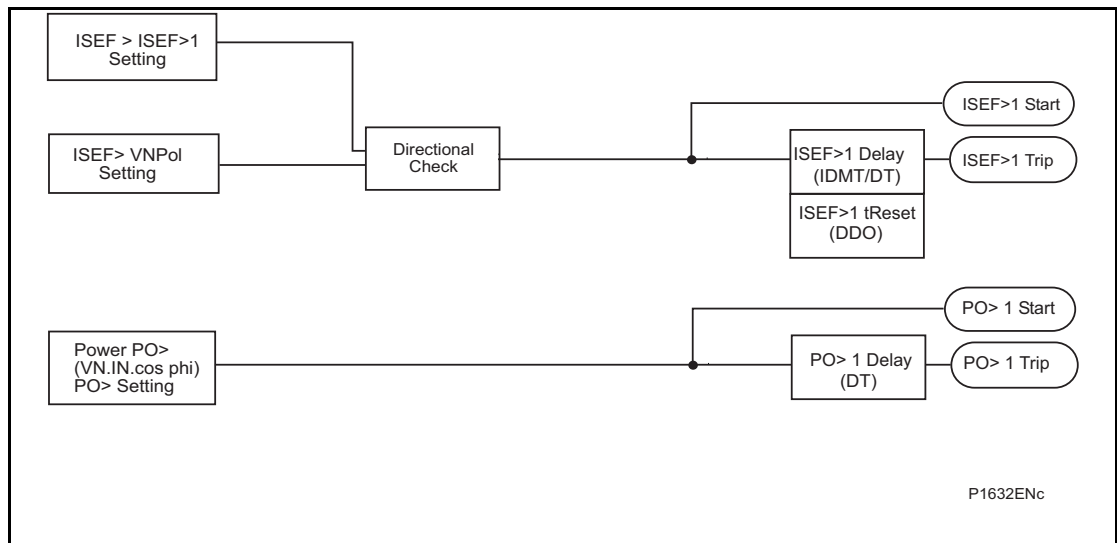 ISEF > ISEF>1
Setting
ISEF> VNPol
Setting
Directional
Check
ISEF>1 Start
ISEF>1 Delay
(IDMT/DT)
ISEF>1 Trip
ISEF>1 tReset
(DDO)
Power PO>
(VN.IN.cos phi)
PO> Setting
PO> 1 Start
PO> 1 Delay
(DT)
PO> 1 Trip
P1632ENc